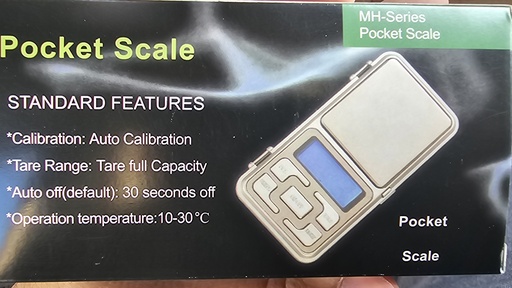 MH-Series
Pocket Scale
Pocket Scale
STANDARD FEATURES
*Calibration: Auto Calibration
*Tare Range: Tare full Capacity
*Auto off(default): 30 seconds off
*Operation temperature:10-30℃
Pocket
Scale